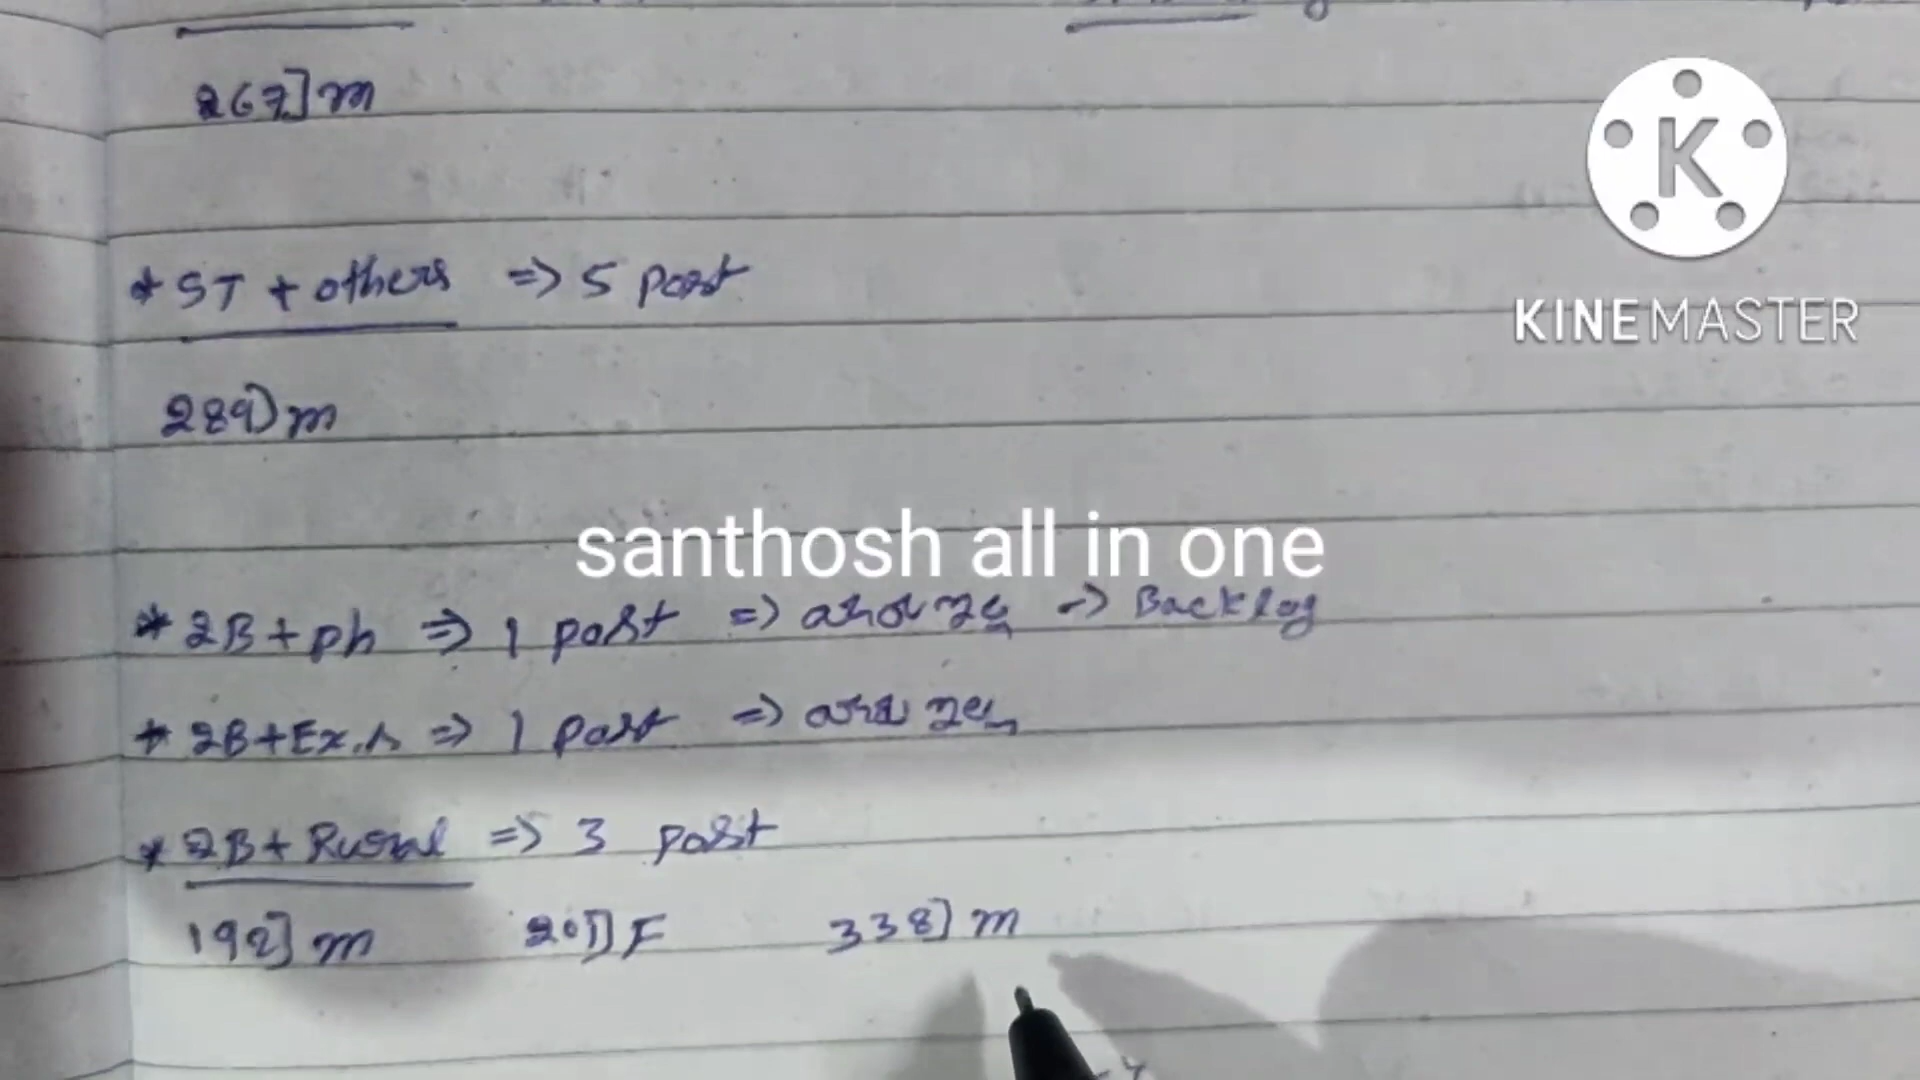 267] m
K
KINEMASTER
* ST + others => 5 post
289) m
santhosh all in one
* 2B + ph => 1 post => => Backlog
* 2B + Ex.s => 1 post =>
* 2B + Rural => 3 post
192] m 201] F 338] m